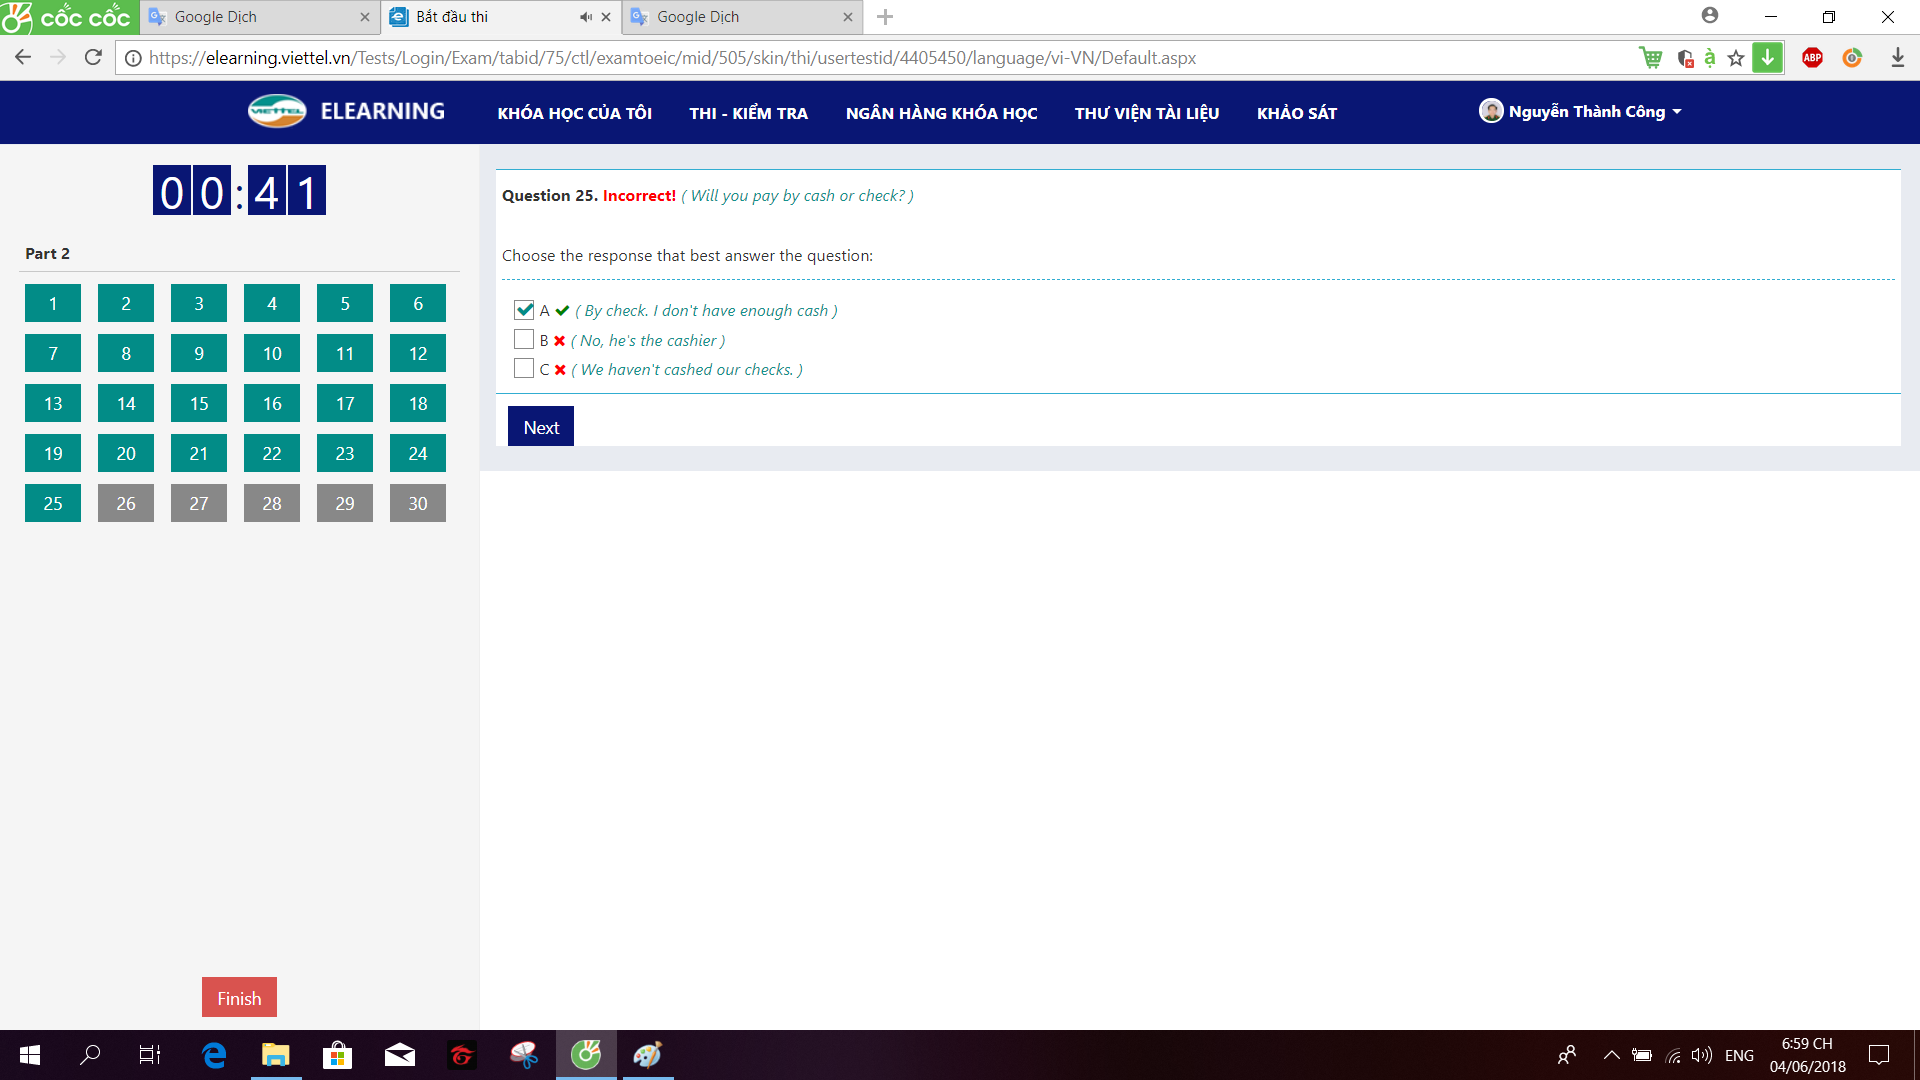 cốc cốc
Google Dịch
Bắt đầu thi
Google Dịch
https://elearning.viettel.vn/Tests/Login/Exam/tabid/75/ctl/examtoeic/mid/505/skin/thi/usertestid/4405450/language/vi-VN/Default.aspx
ABP
VIETTEL
ELEARNING
KHÓA HỌC CỦA TÔI
THI - KIỂM TRA
NGÂN HÀNG KHÓA HỌC
THƯ VIỆN TÀI LIỆU
KHẢO SÁT
Nguyễn Thành Công
00:41
Part 2
1 2 3 4 5 6
7 8 9 10 11 12
13 14 15 16 17 18
19 20 21 22 23 24
25 26 27 28 29 30
Finish
Question 25. Incorrect! ( Will you pay by cash or check? )
Choose the response that best answer the question:
A ( By check. I don't have enough cash )
B ( No, he's the cashier )
C ( We haven't cashed our checks. )
Next
ENG
6:59 CH
04/06/2018